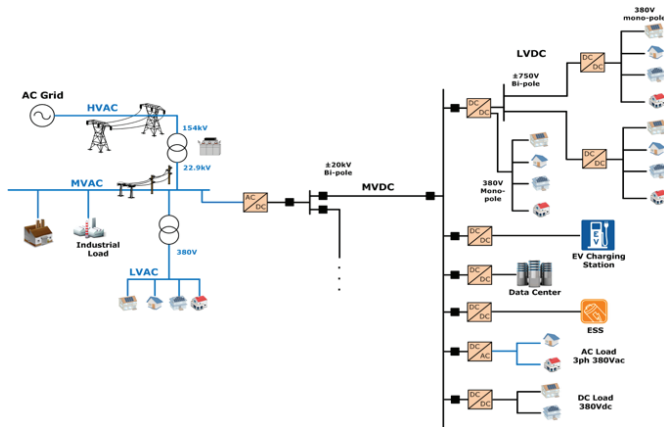 380V
mono-pole
LVDC
DC
DC
±750V
Bi-pole
AC Grid
HVAC
154kV
DC
DC
22.9kV
±20kV
Bi-pole
DC
DC
MVAC
MVDC
380V
Mono-
pole
AC
DC
Industrial
Load
380V
DC
DC
EV
EV Charging
Station
LVAC
DC
DC
Data Center
DC
DC
ESS
DC
AC
AC Load
3ph 380Vac
DC
DC
DC Load
380Vdc